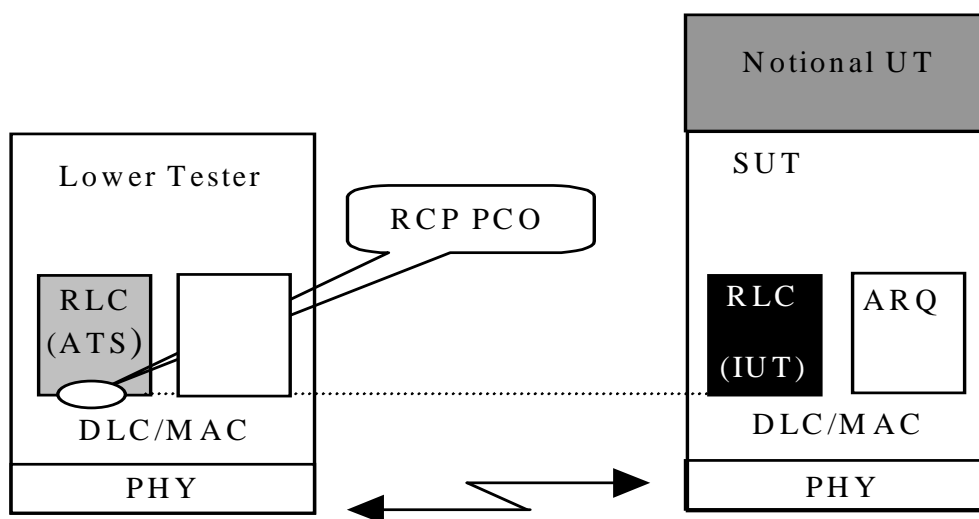 Notional UT
Lower Tester
SUT
RCP PCO
RLC
(ATS)
RLC
(IUT)
ARQ
DLC/MAC
DLC/MAC
PHY
PHY